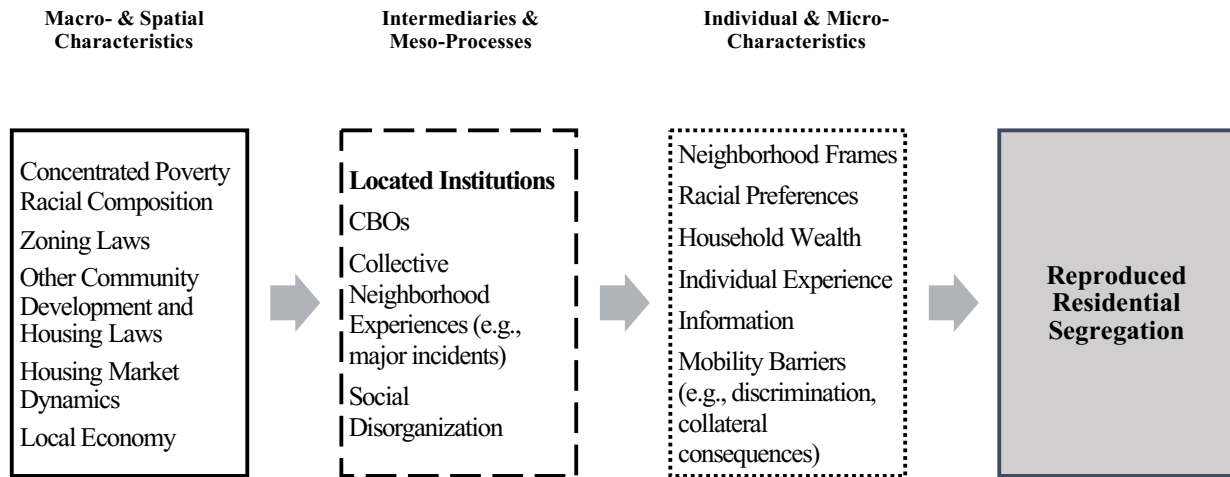 Macro- & Spatial
Characteristics
Intermediaries &
Meso-Processes
Individual & Micro-
Characteristics
Concentrated Poverty
Racial Composition
Zoning Laws
Other Community
Development and
Housing Laws
Housing Market
Dynamics
Local Economy
Located Institutions
CBOs
Collective
Neighborhood
Experiences (e.g.,
major incidents)
Social
Disorganization
Neighborhood Frames
Racial Preferences
Household Wealth
Individual Experience
Information
Mobility Barriers
(e.g., discrimination,
collateral
consequences)
Reproduced
Residential
Segregation